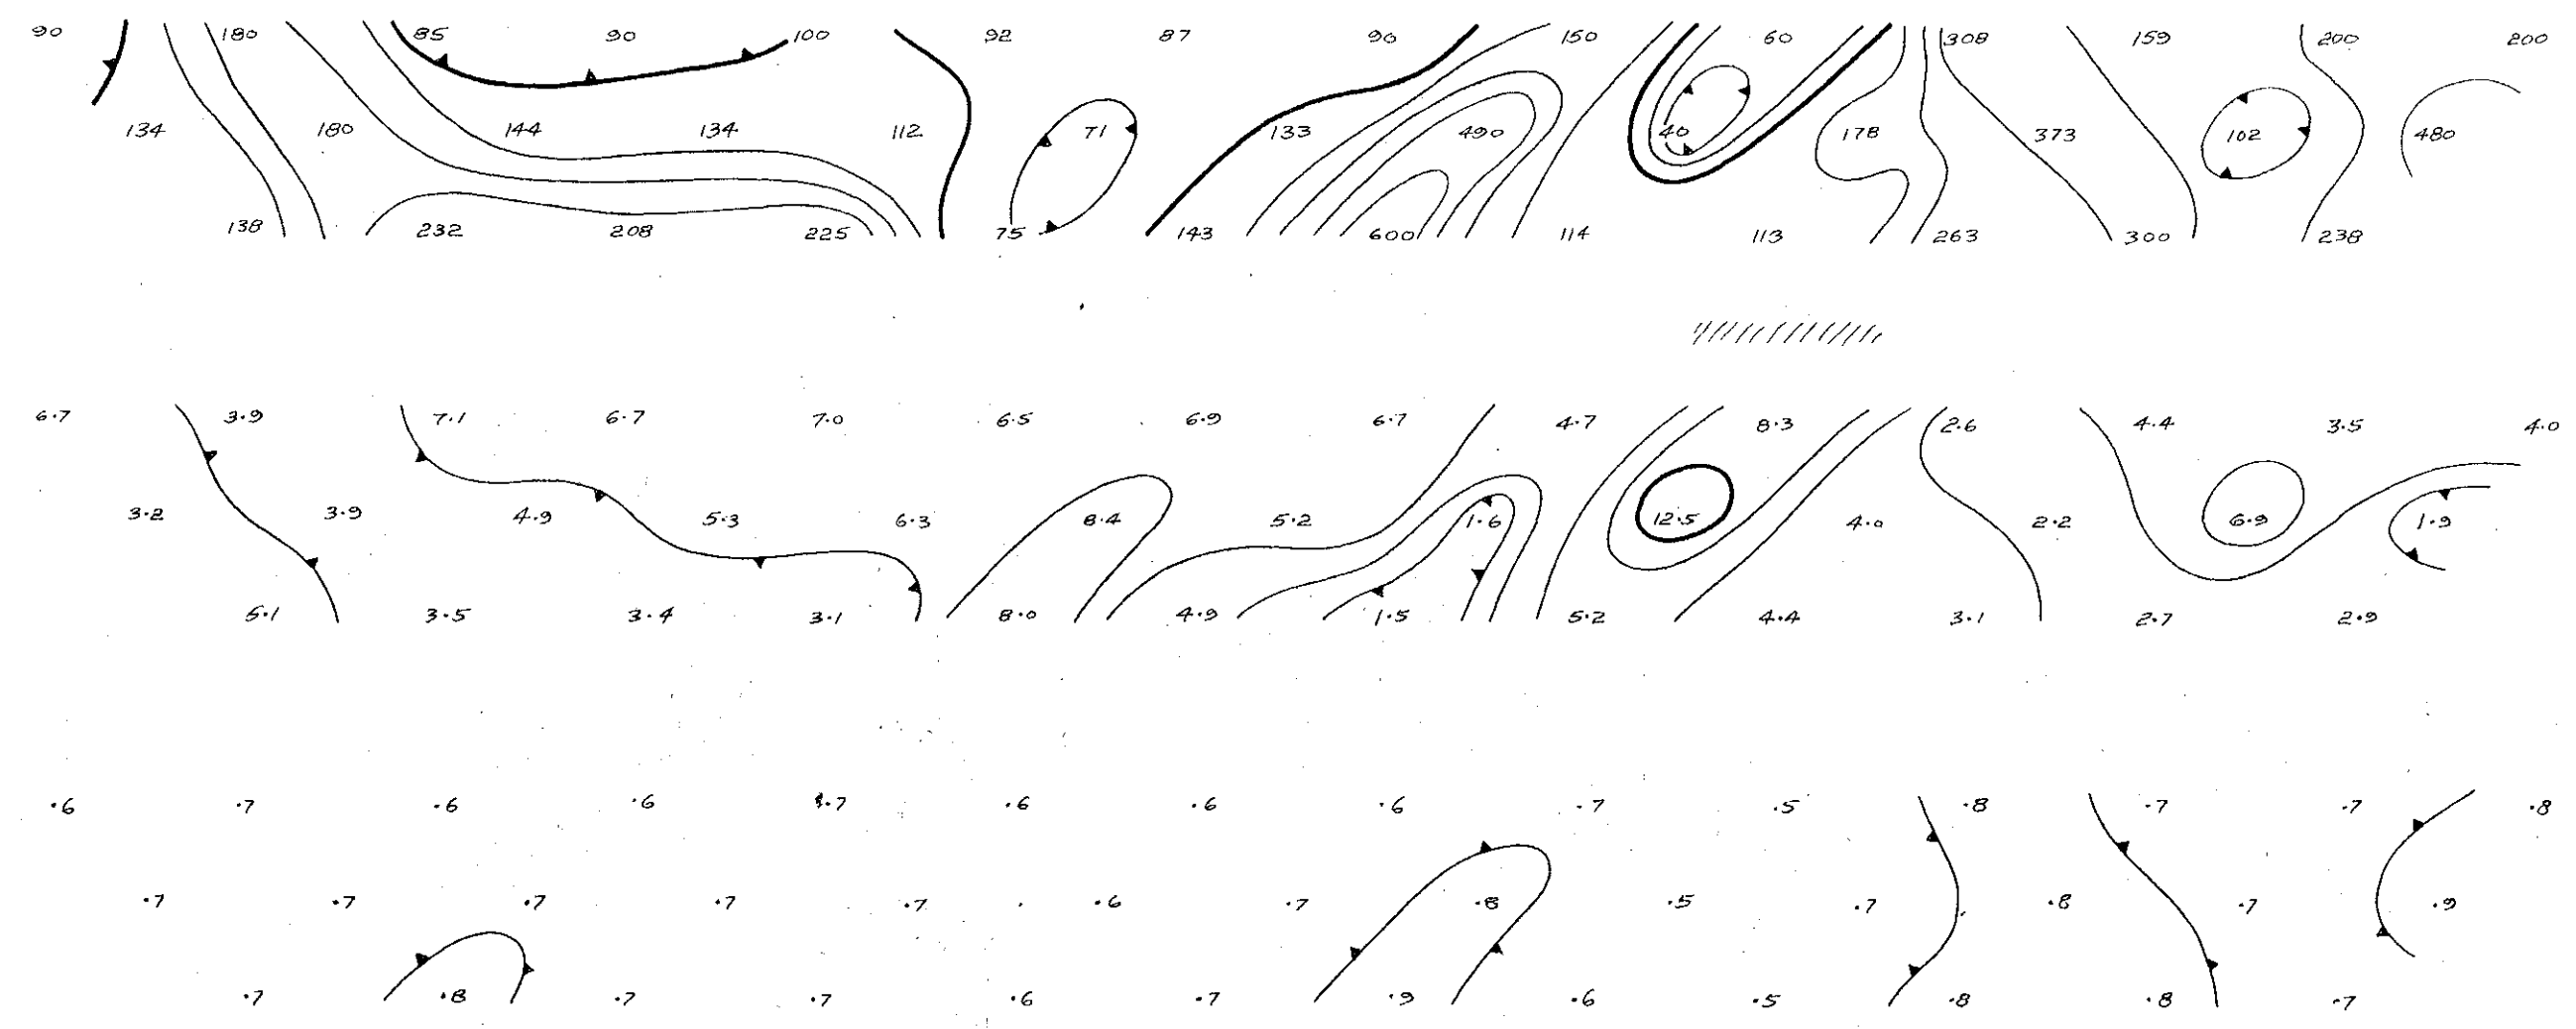 90 180 85 90 100 92 87 90 150 60 308 159 200 200
134 180 144 134 112 71 133 490 40 178 373 102 480
138 232 208 225 75 143 600 114 113 263 300 238
6.7 3.9 7.1 6.7 7.0 6.5 6.9 6.7 4.7 8.3 2.6 4.4 3.5 4.0
3.2 3.9 4.9 5.3 6.3 8.4 5.2 1.6 12.5 4.0 2.2 6.9 1.9
5.1 3.5 3.4 3.1 8.0 4.9 1.5 5.2 4.4 3.1 2.7 2.9
.6 .7 .6 .6 .7 .6 .6 .6 .7 .5 .8 .7 .7 .8
.7 .7 .7 .7 .7 .6 .7 .8 .5 .7 .8 .7 .9
.7 .8 .7 .7 .6 .7 .9 .6 .5 .8 .8 .7